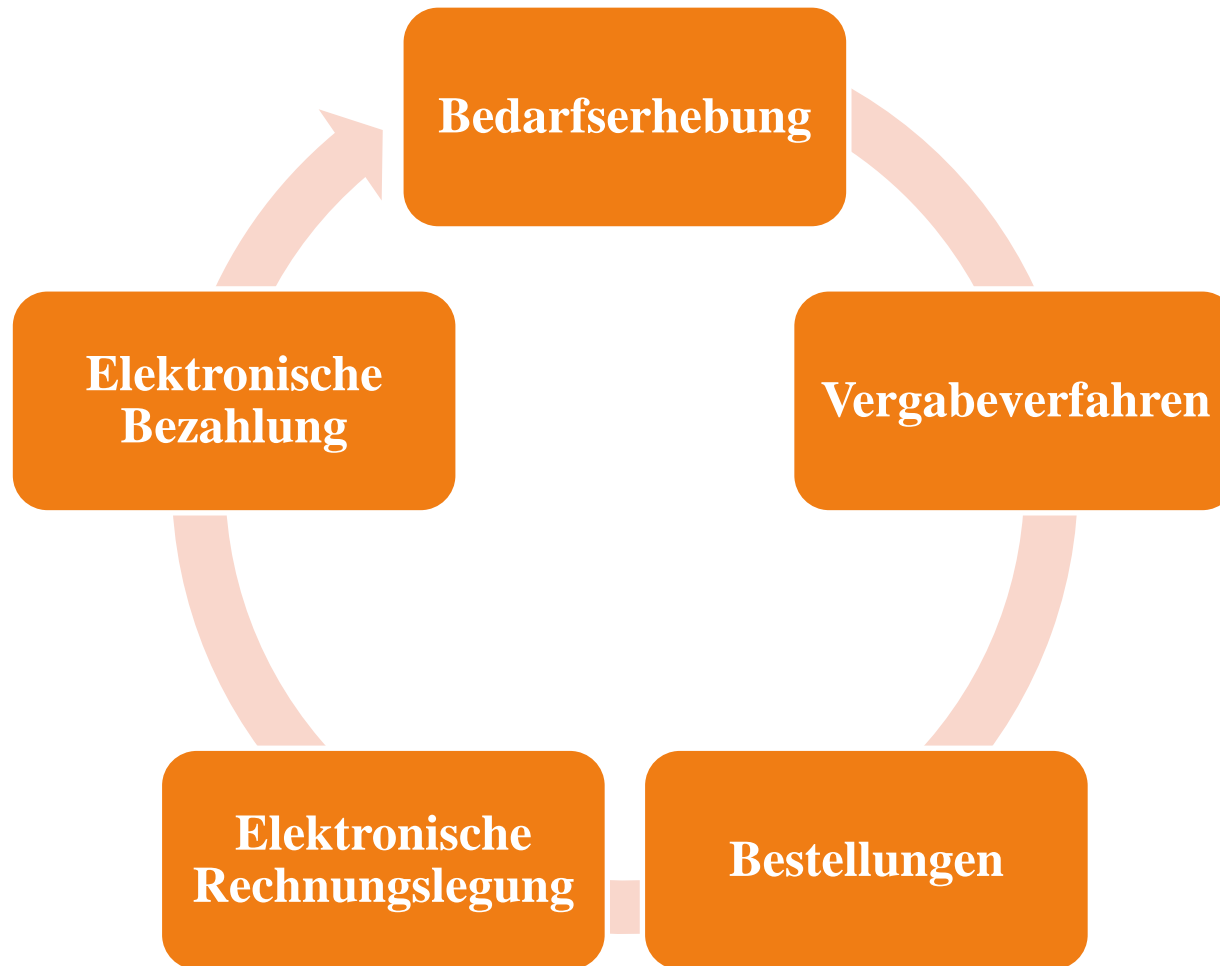 Bedarfserhebung
Vergabeverfahren
Bestellungen
Elektronische
Rechnungslegung
Elektronische
Bezahlung